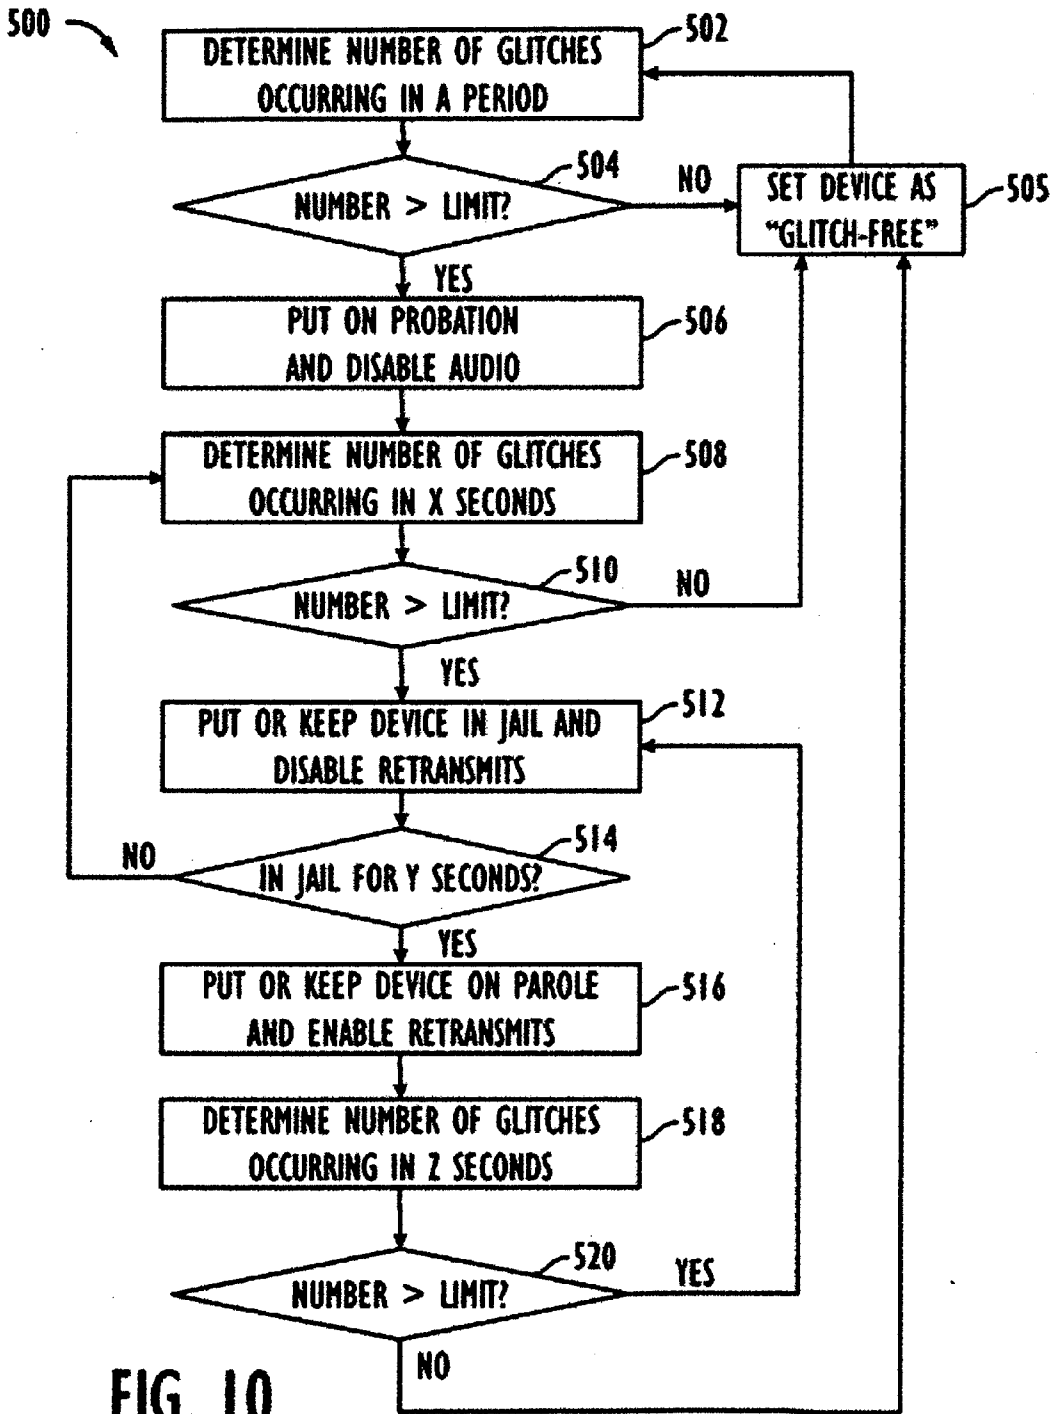 500
502
DETERMINE NUMBER OF GLITCHES
OCCURRING IN A PERIOD
504
NUMBER > LIMIT?
NO
SET DEVICE AS
“GLITCH-FREE”
505
YES
PUT ON PROBATION
AND DISABLE AUDIO
506
DETERMINE NUMBER OF GLITCHES
OCCURRING IN X SECONDS
508
510
NUMBER > LIMIT?
NO
YES
PUT OR KEEP DEVICE IN JAIL AND
DISABLE RETRANSMITS
512
514
NO
IN JAIL FOR Y SECONDS?
YES
PUT OR KEEP DEVICE ON PAROLE
AND ENABLE RETRANSMITS
516
DETERMINE NUMBER OF GLITCHES
OCCURRING IN Z SECONDS
518
520
NUMBER > LIMIT?
YES
NO
FIG. 10